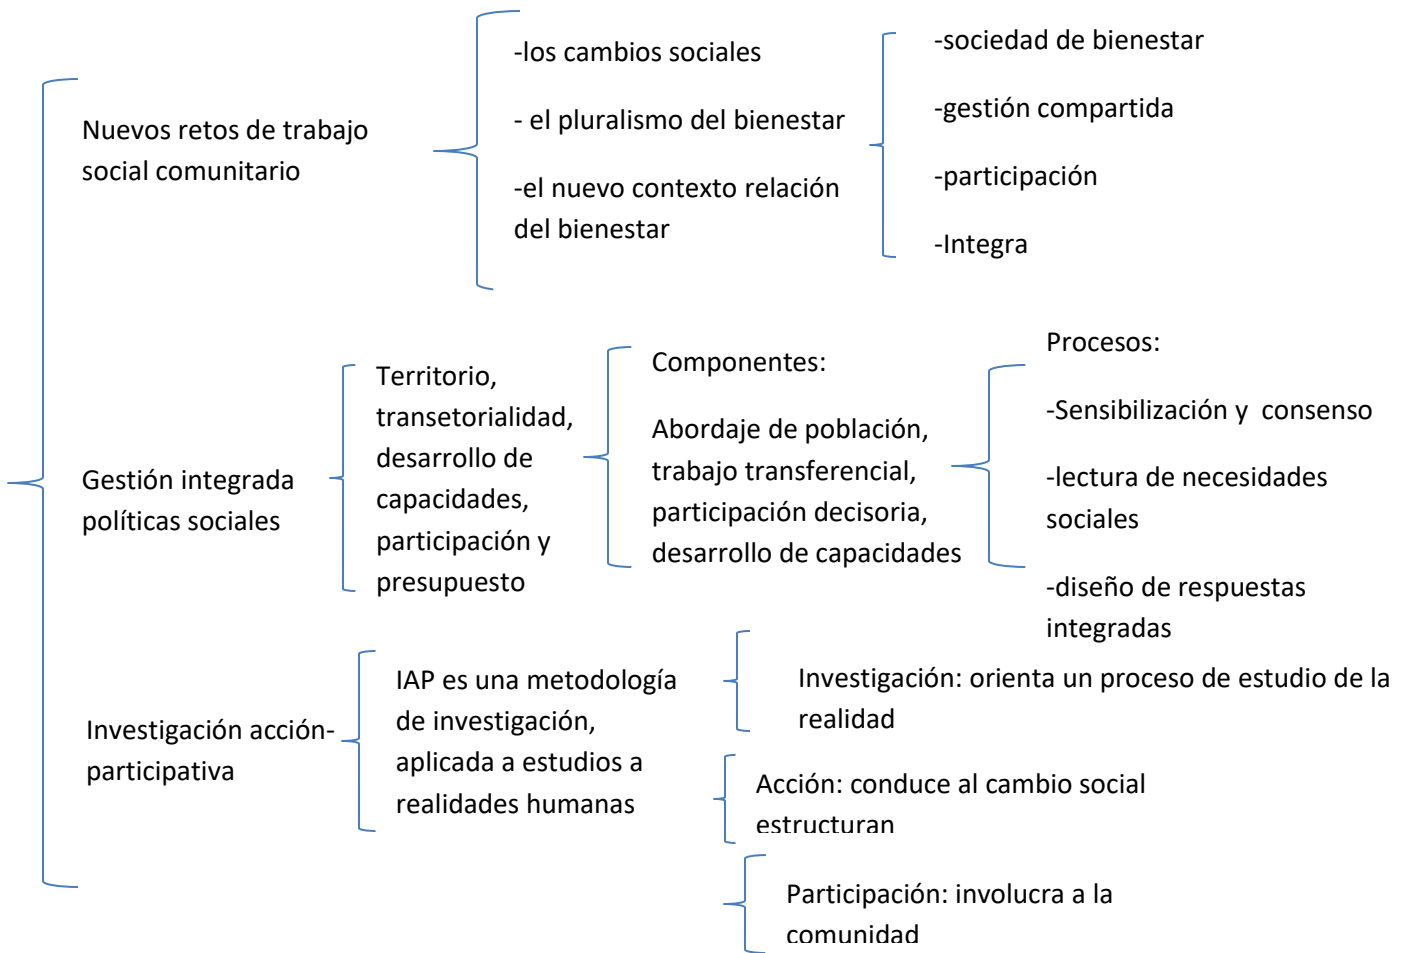 Nuevos retos de trabajo
social comunitario
-los cambios sociales
- el pluralismo del bienestar
-el nuevo contexto relación
del bienestar
-sociedad de bienestar
-gestión compartida
-participación
-Integra
Gestión integrada
políticas sociales
Territorio,
transetorialidad,
desarrollo de
capacidades,
participación y
presupuesto
Componentes:
Abordaje de población,
trabajo transferencial,
participación decisoria,
desarrollo de capacidades
Procesos:
-Sensibilización y  consenso
-lectura de necesidades
sociales
-diseño de respuestas
integradas
Investigación acción-
participativa
IAP es una metodología
de investigación,
aplicada a estudios a
realidades humanas
Investigación: orienta un proceso de estudio de la
realidad
Acción: conduce al cambio social
estructuran
Participación: involucra a la
comunidad